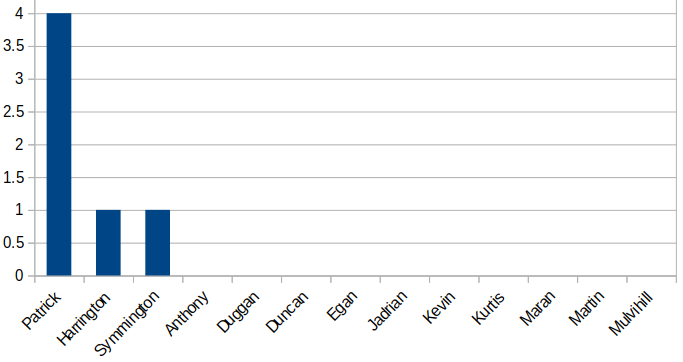 4
3.5
3
2.5
2
1.5
1
0.5
0
Patrick
Harrington
Symmington
Anthony
Duggan
Duncan
Egan
Jadrian
Kevin
Kurtis
Maran
Martin
Mulvihill